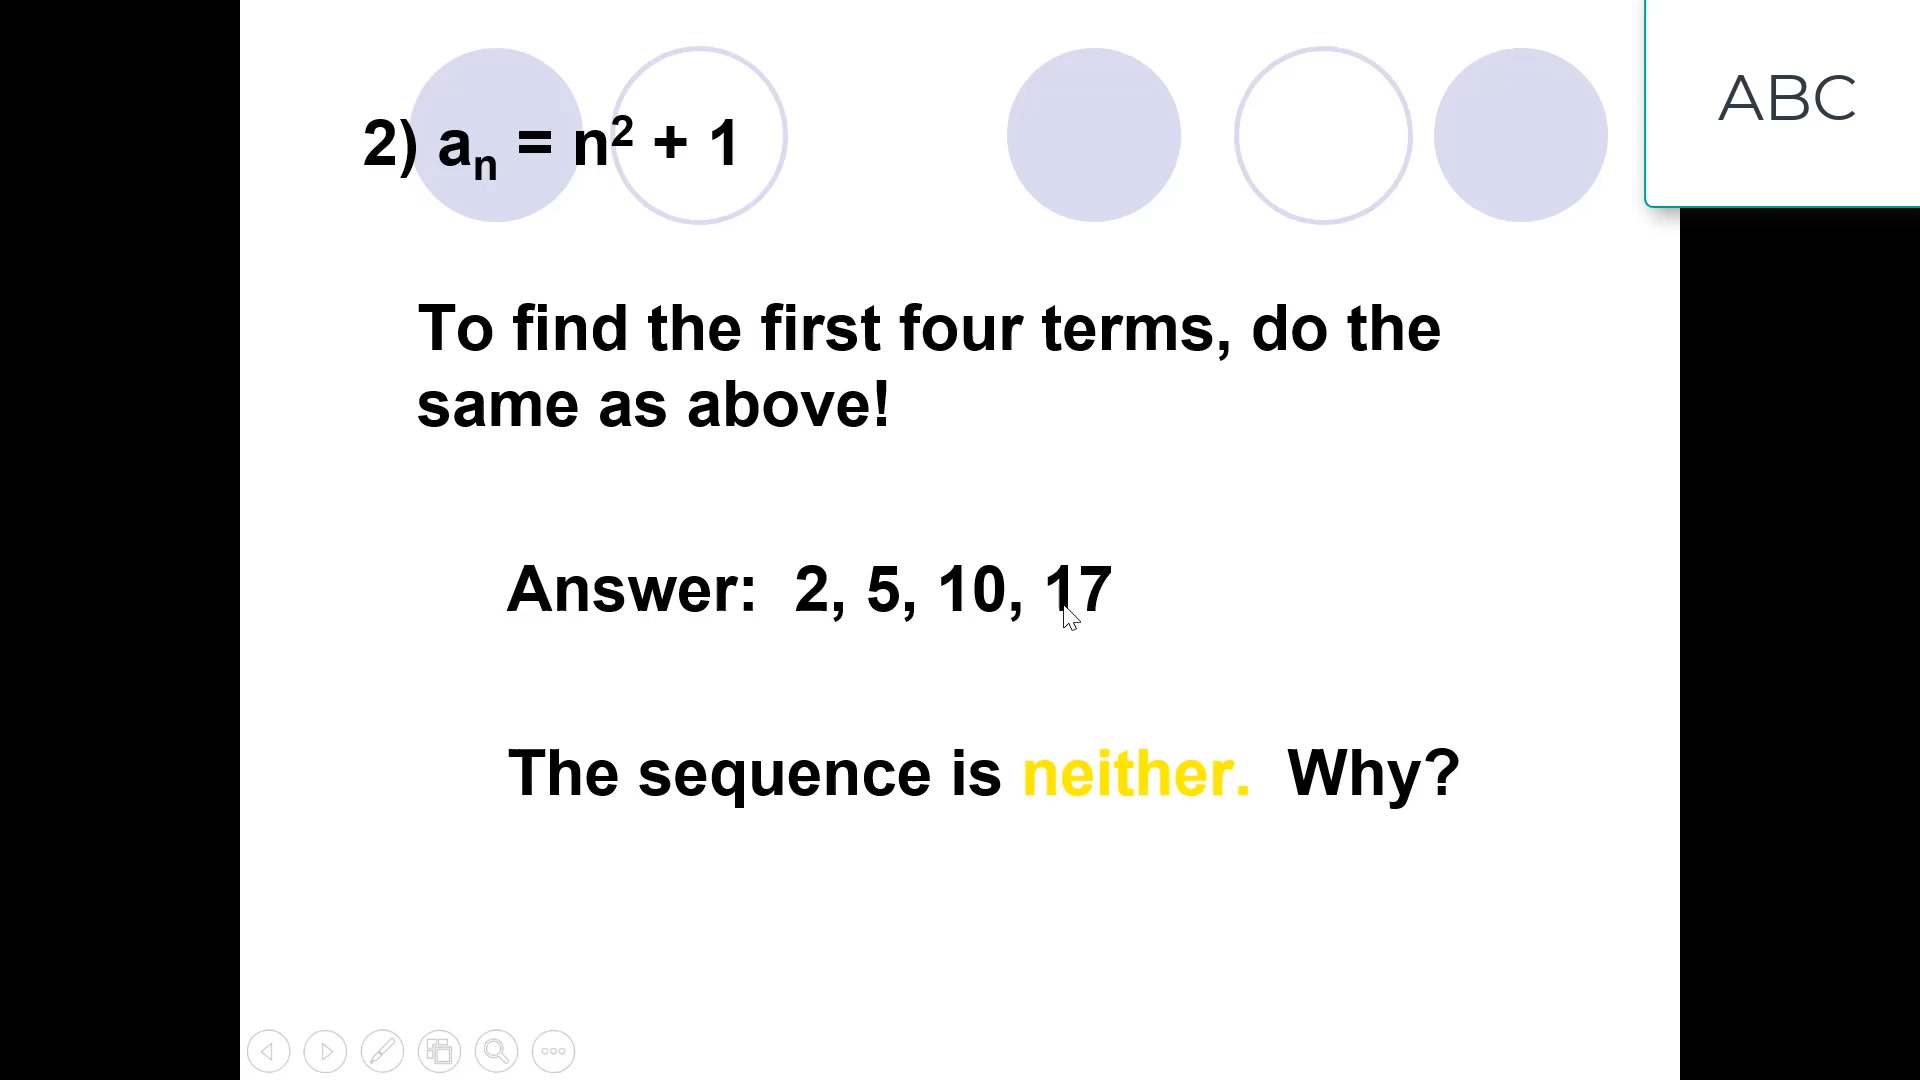 2) aₙ = n² + 1
ABC
To find the first four terms, do the
same as above!
Answer: 2, 5, 10, 17
The sequence is neither. Why?